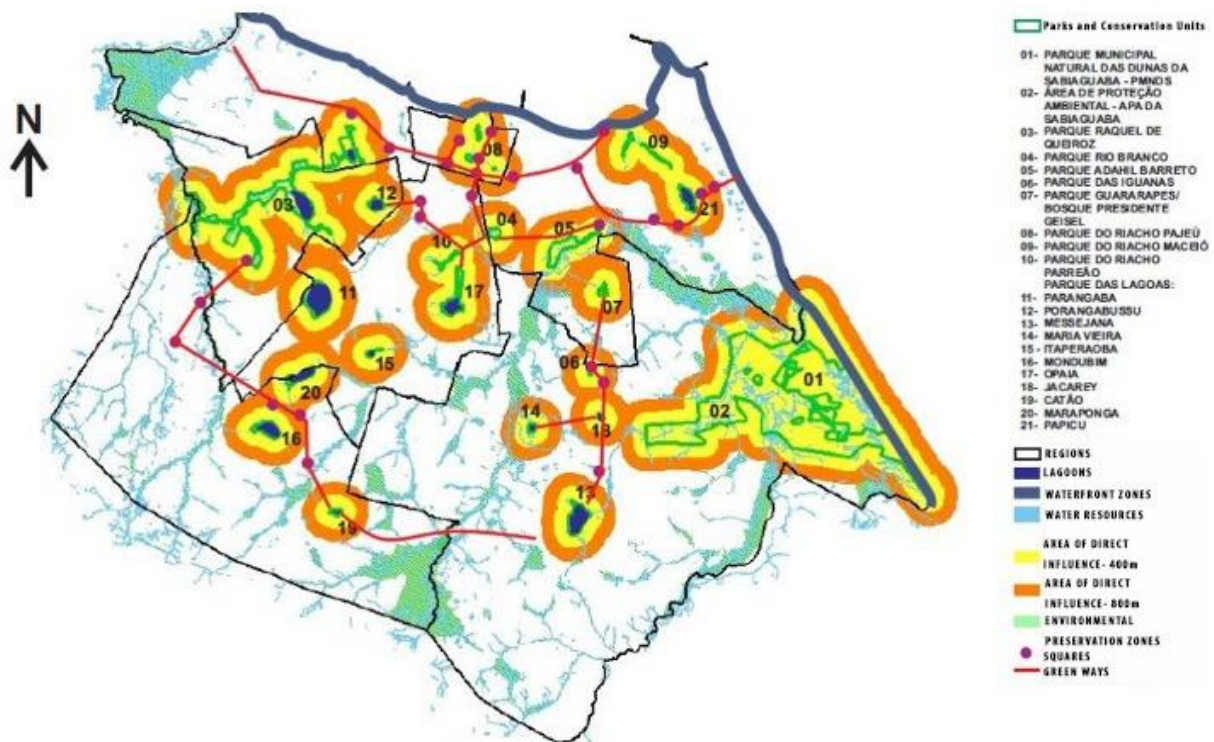 N
03
08
09
12
04
05
21
10
11
17
07
15
06
01
20
14
13
02
16
19
Parks and Conservation Units
01- PARQUE MUNICIPAL
NATURAL DAS DUNAS DA
SABIAGUABA - PMNDS
02- ÁREA DE PROTEÇÃO
AMBIENTAL - APA DA
SABIAGUABA
03- PARQUE RAQUEL DE
QUEIROZ
04- PARQUE RIO BRANCO
05- PARQUE ADAHIL BARRETO
06- PARQUE DAS IGUANAS
07- PARQUE GUARARAPES/
BOSQUE PRESIDENTE
GEISEL
08- PARQUE DO RIACHO PAJEÚ
09- PARQUE DO RIACHO MACEIÓ
10- PARQUE DO RIACHO
PARREÃO
PARQUE DAS LAGOAS:
11- PARANGABA
12- PORANGABUSSU
13- MESSEJANA
14- MARIA VIEIRA
15 - ITAPERAOBA
16- MONDUBIM
17- OPAIA
18- JACAREY
19- CATÃO
20- MARAPONGA
21- PAPICU
REGIONS
LAGOONS
WATERFRONT ZONES
WATER RESOURCES
AREA OF DIRECT
INFLUENCE- 400m
AREA OF DIRECT
INFLUENCE- 800m
ENVIRONMENTAL
PRESERVATION ZONES
SQUARES
GREEN WAYS